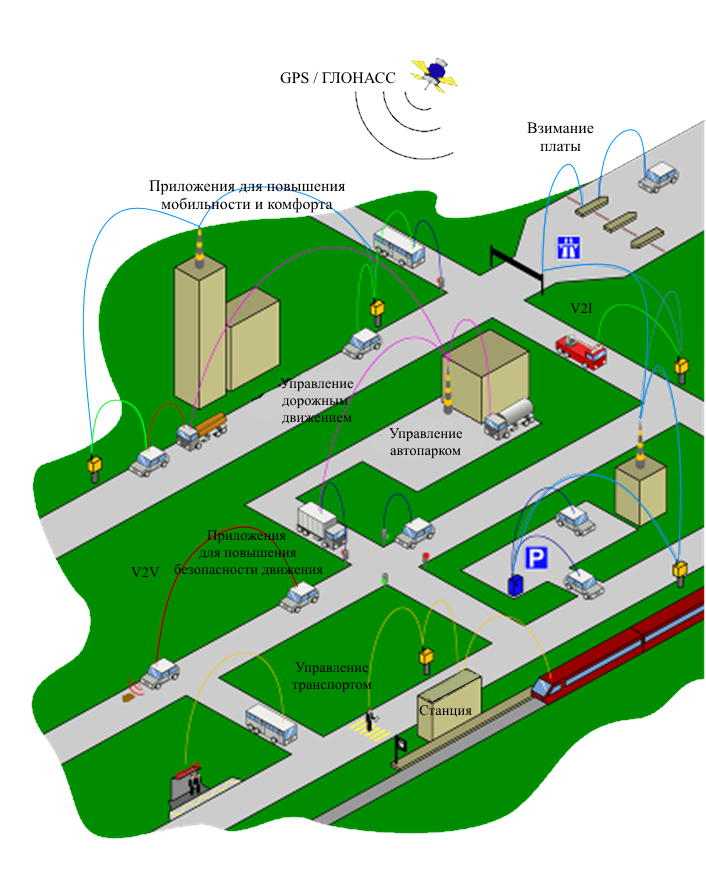 GPS / ГЛОНАСС
Взимание
платы
Приложения для повышения
мобильности и комфорта
V2I
Управление
дорожным
движением
Управление
автопарком
Приложения
для повышения
безопасности движения
V2V
P
Управление
транспортом
Станция